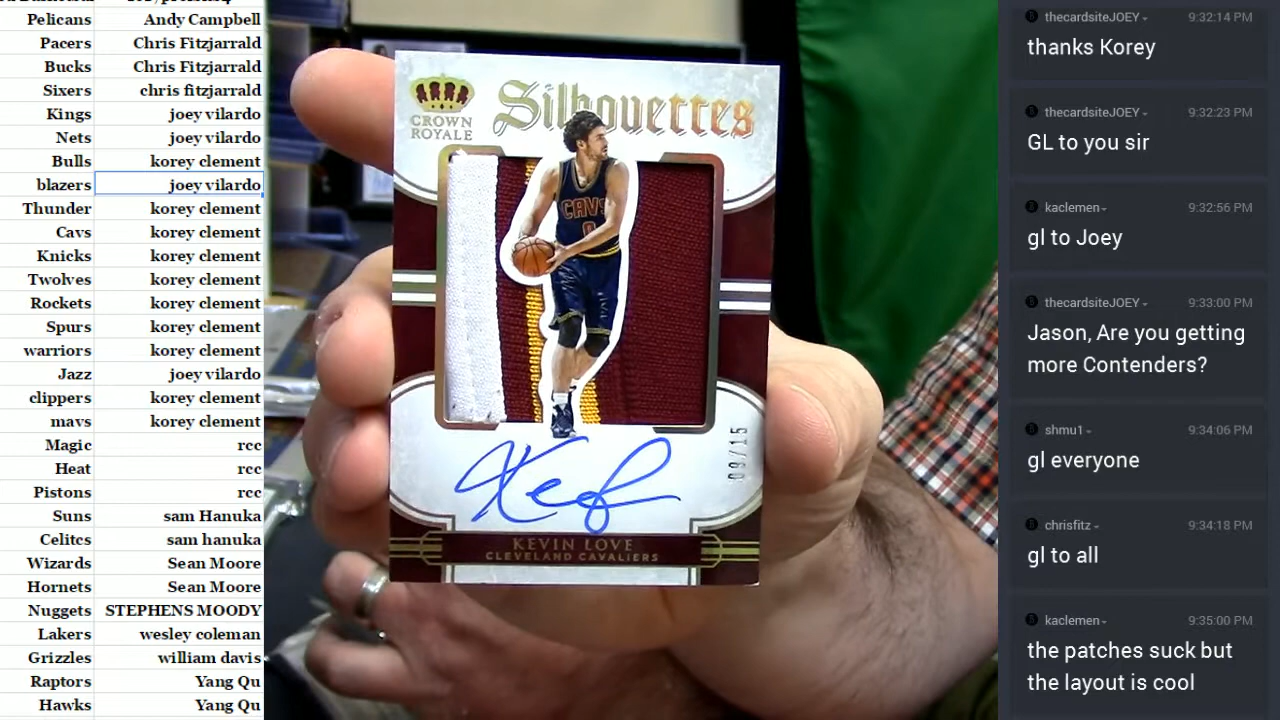 Pelicans Andy Campbell
Pacers Chris Fitzjarrald
Bucks Chris Fitzjarrald
Sixers chris fitzjarrald
Kings joey vilardo
Nets joey vilardo
Bulls korey clement
blazers joey vilardo
Thunder korey clement
Cavs korey clement
Knicks korey clement
Twolves korey clement
Rockets korey clement
Spurs korey clement
warriors korey clement
Jazz joey vilardo
clippers korey clement
mavs korey clement
Magic rcc
Heat rcc
Pistons rcc
Suns sam Hanuka
Celitcs sam hanuka
Wizards Sean Moore
Hornets Sean Moore
Nuggets STEPHENS MOODY
Lakers wesley coleman
Grizzles william davis
Raptors Yang Qu
Hawks Yang Qu
CROWN
ROYALE
Silhouettes
CAVS
0
09/15
KEVIN LOVE
CLEVELAND CAVALIERS
thecardsiteJOEY 9:32:14 PM
thanks Korey
thecardsiteJOEY 9:32:23 PM
GL to you sir
kaclemen 9:32:56 PM
gl to Joey
thecardsiteJOEY 9:33:00 PM
Jason, Are you getting
more Contenders?
shmu1 9:34:06 PM
gl everyone
chrisfitz 9:34:18 PM
gl to all
kaclemen 9:35:00 PM
the patches suck but
the layout is cool